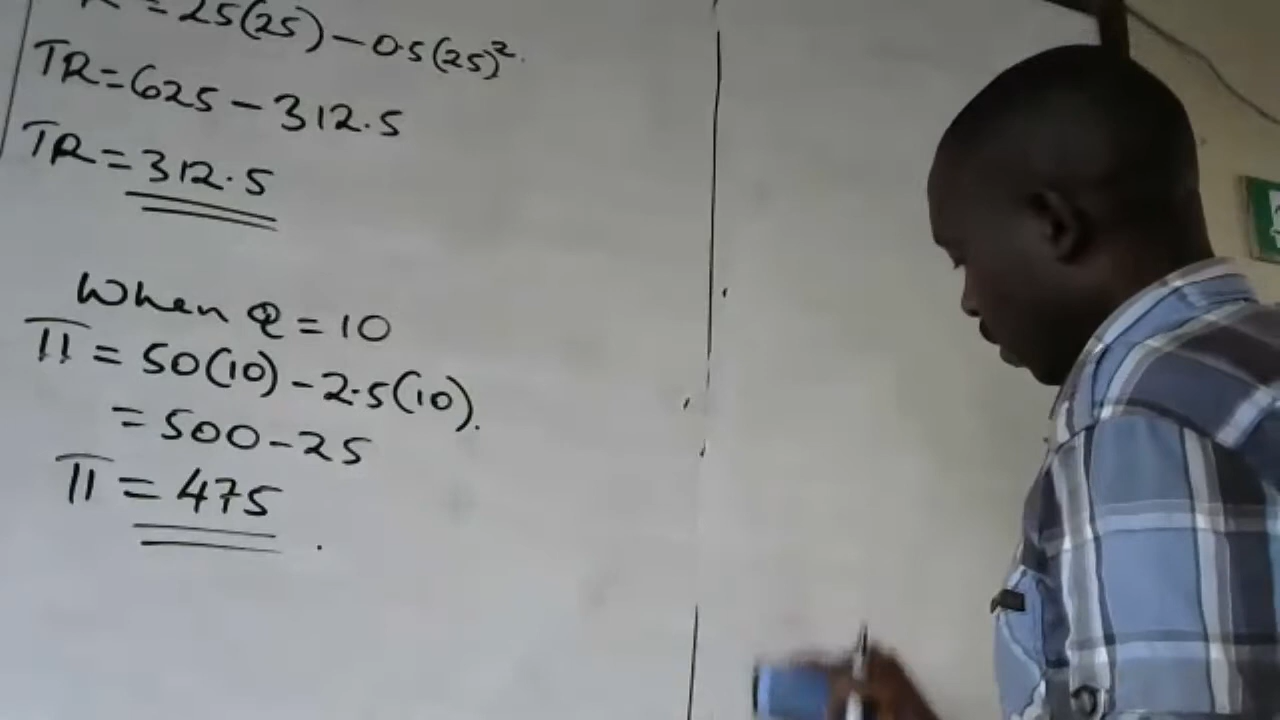 = 25(25) – 0.5(25)².
TR = 625 – 312.5
TR = 312.5
When Q = 10
π = 50(10) – 2.5(10).
= 500 – 25
π = 475